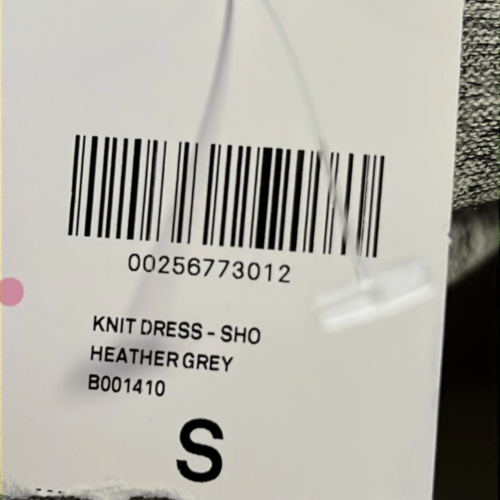 00256773012
KNIT DRESS - SHO
HEATHER GREY
B001410
S